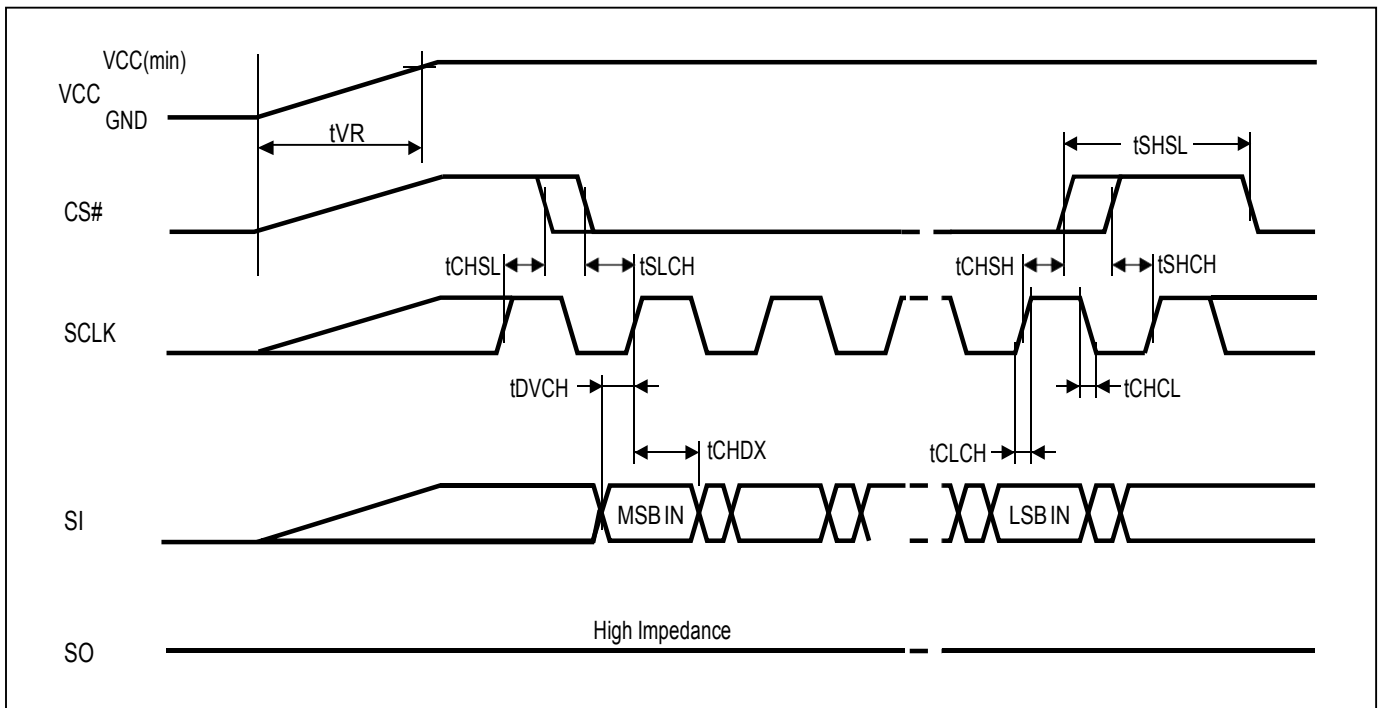 VCC(min)
VCC
GND
tVR
tSHSL
CS#
tCHSL
tSLCH
tCHSH
tSHCH
SCLK
tDVCH
tCHCL
tCHDX
tCLCH
SI
MSB IN
LSB IN
High Impedance
SO